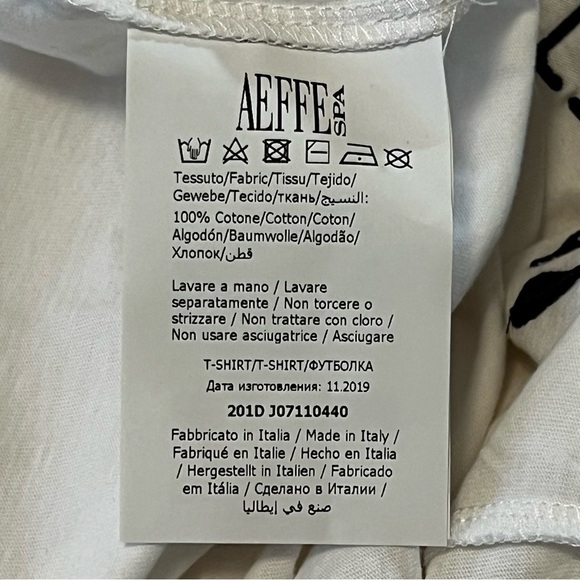 AEFFE SPA
Tessuto/Fabric/Tissu/Tejido/
Gewebe/Tecido/ткань/النسيج:
100% Cotone/Cotton/Coton/
Algodón/Baumwolle/Algodão/
Хлопок/قطن
Lavare a mano / Lavare
separatamente / Non torcere o
strizzare / Non trattare con cloro /
Non usare asciugatrice / Asciugare
T-SHIRT/T-SHIRT/ФУТБОЛКА
Дата изготовления: 11.2019
201D J07110440
Fabbricato in Italia / Made in Italy /
Fabriqué en Italie / Hecho en Italia
/ Hergestellt in Italien / Fabricado
em Itália / Сделано в Италии /
صنع في إيطاليا